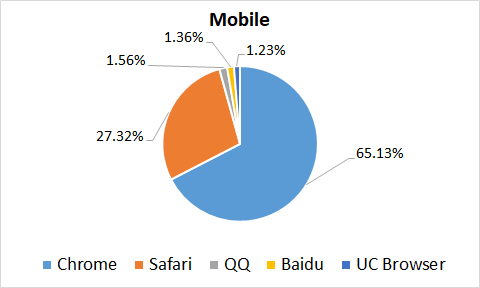 Mobile
1.36%
1.23%
1.56%
27.32%
65.13%
Chrome Safari QQ Baidu UC Browser